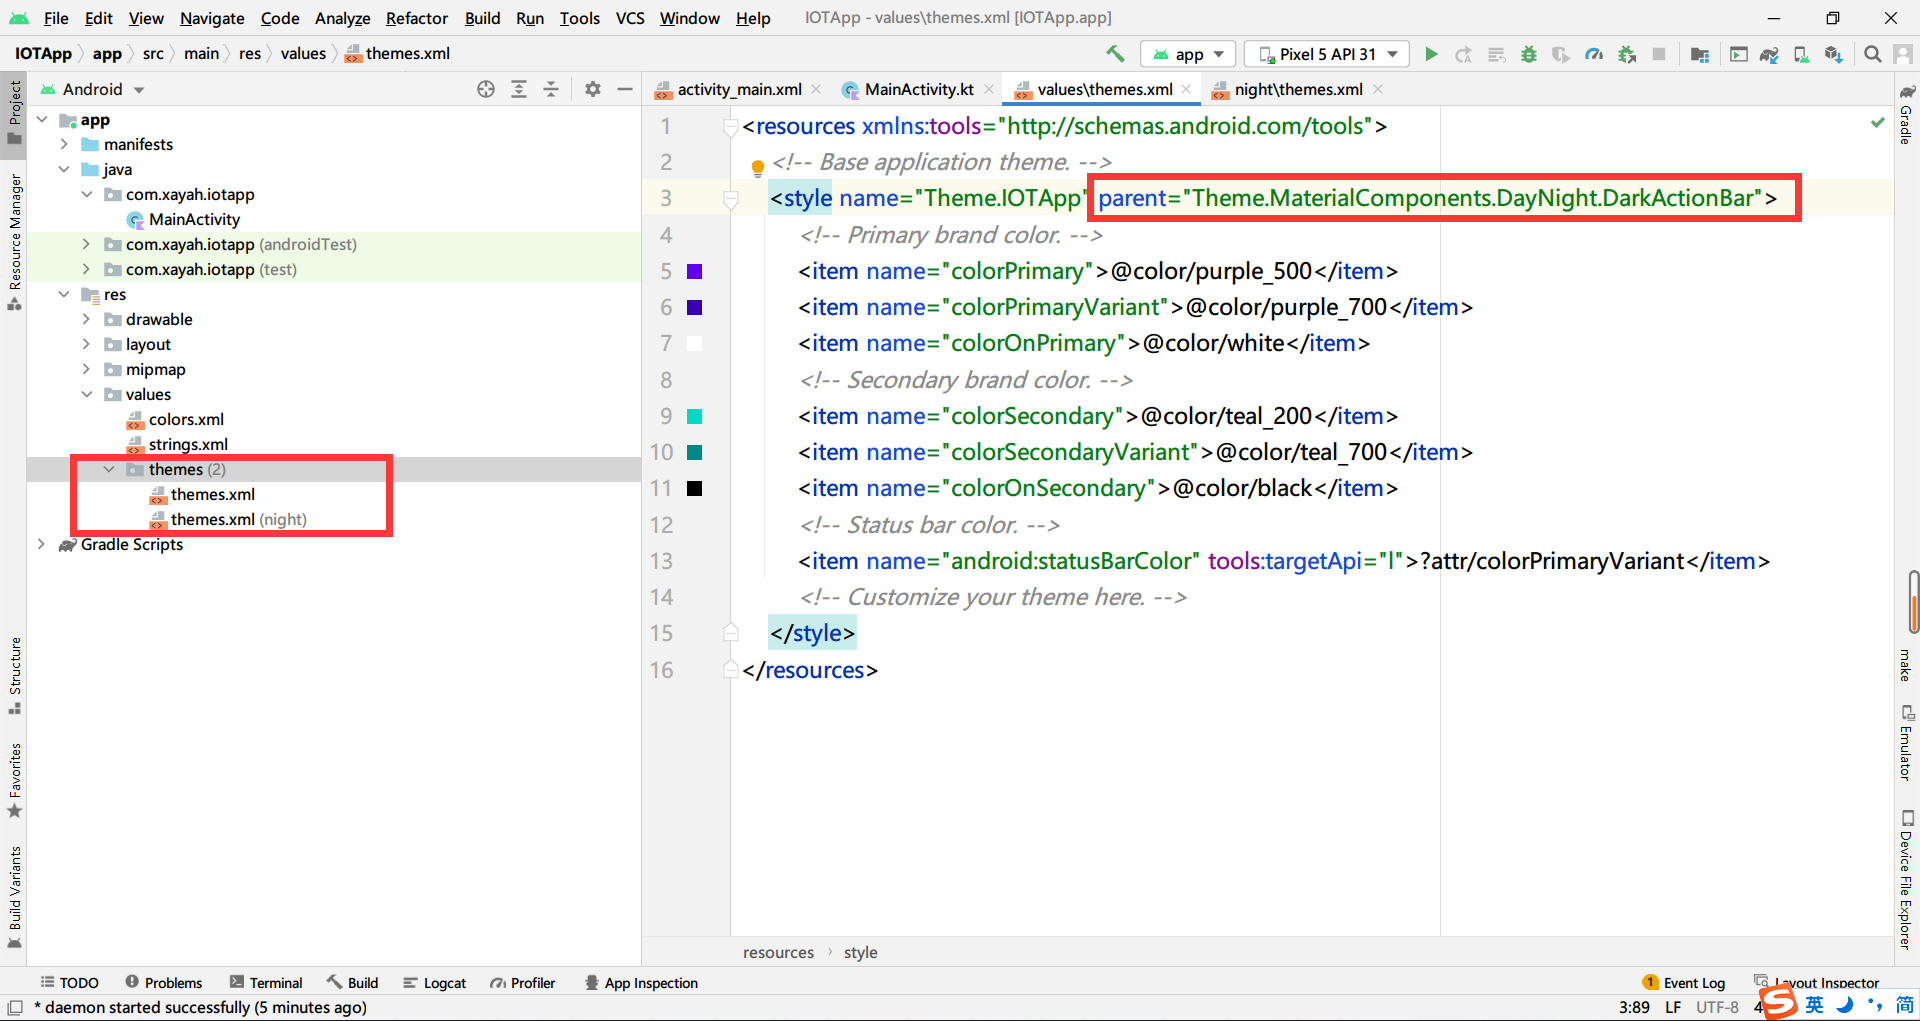 File Edit View Navigate Code Analyze Refactor Build Run Tools VCS Window Help IOTApp - values\themes.xml [IOTApp.app]
IOTApp app src main res values themes.xml app Pixel 5 API 31
Project
Resource Manager
Structure
Favorites
Build Variants
Android
app
manifests
java
com.xayah.iotapp
MainActivity
com.xayah.iotapp (androidTest)
com.xayah.iotapp (test)
res
drawable
layout
mipmap
values
colors.xml
strings.xml
themes (2)
themes.xml
themes.xml (night)
Gradle Scripts
activity_main.xml MainActivity.kt values\themes.xml night\themes.xml
1 <resources xmlns:tools="http://schemas.android.com/tools">
2 <!-- Base application theme. -->
3 <style name="Theme.IOTApp" parent="Theme.MaterialComponents.DayNight.DarkActionBar">
4 <!-- Primary brand color. -->
5 <item name="colorPrimary">@color/purple_500</item>
6 <item name="colorPrimaryVariant">@color/purple_700</item>
7 <item name="colorOnPrimary">@color/white</item>
8 <!-- Secondary brand color. -->
9 <item name="colorSecondary">@color/teal_200</item>
10 <item name="colorSecondaryVariant">@color/teal_700</item>
11 <item name="colorOnSecondary">@color/black</item>
12 <!-- Status bar color. -->
13 <item name="android:statusBarColor" tools:targetApi="l">?attr/colorPrimaryVariant</item>
14 <!-- Customize your theme here. -->
15 </style>
16 </resources>
resources style
Gradle
make
Emulator
Device File Explorer
TODO Problems Terminal Build Logcat Profiler App Inspection 1 Event Log Layout Inspector
* daemon started successfully (5 minutes ago) 3:89 LF UTF-8 4 S 英 简